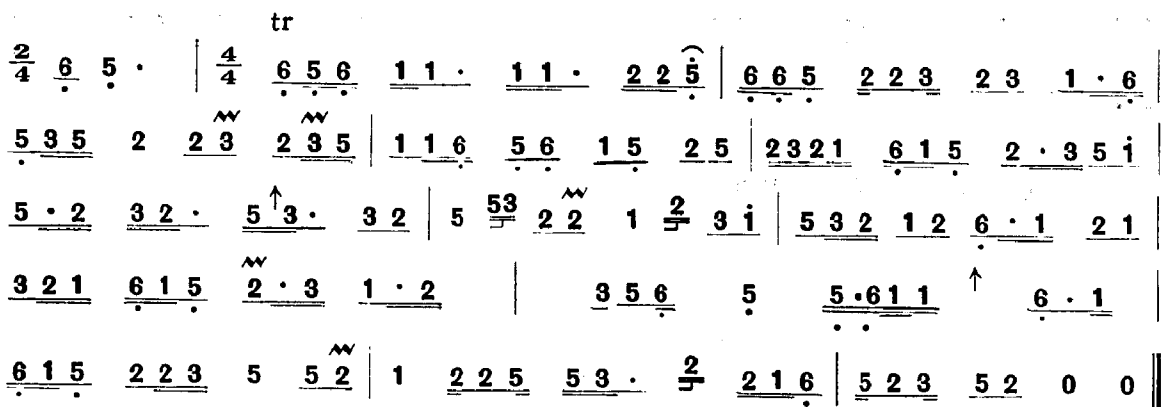 tr
2/4 6̣ 5̣ · | 4/4 6̣ 5̣ 6̣ 1 1 · 1 1 · 2 2 5̣ | 6̣ 6̣ 5̣ 2 2 3 2 3 1 · 6̣ |
5̣ 3 5 2 2 3 2 3 5 | 1 1 6̣ 5̣ 6̣ 1 5̣ 2 5 | 2 3 2 1 6̣ 1 5̣ 2 · 3 5 i
5 · 2 3 2 · 5 ↑ 3 · 3 2 | 5 53 2 2 1 2 3 i | 5 3 2 1 2 6̣ · 1 2 1
3 2 1 6̣ 1 5̣ 2 · 3 1 · 2 | 3 5 6̣ 5̣ 5̣ · 6̣ 1 1 ↑ 6̣ · 1 |
6̣ 1 5̣ 2 2 3 5 5 2 | 1 2 2 5 5 3 · 2 2 1 6̣ | 5 2 3 5 2 0 0 ‖